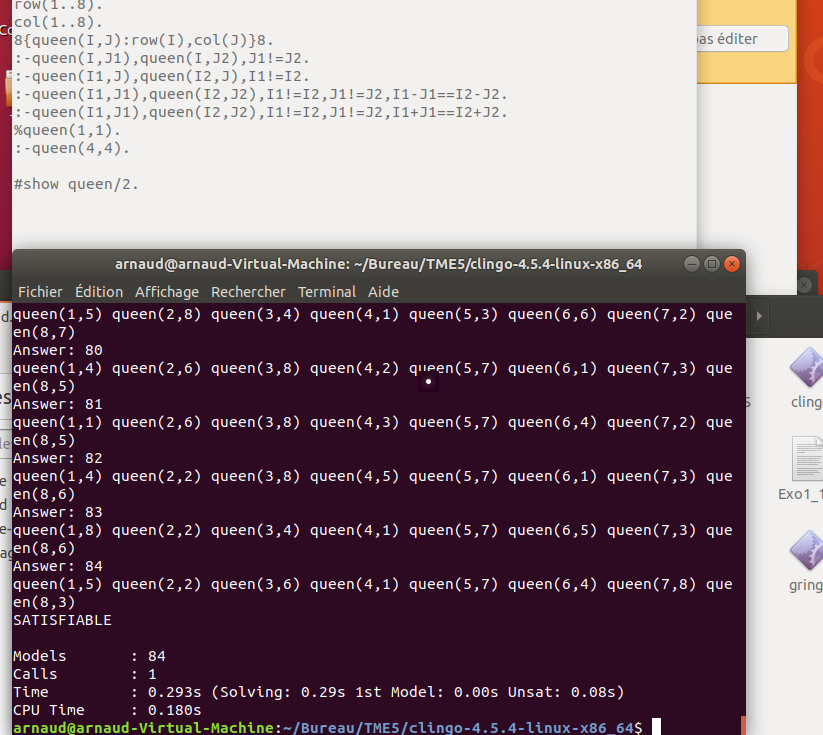 row(1..8).
col(1..8).
8{queen(I,J):row(I),col(J)}8.
:-queen(I,J1),queen(I,J2),J1!=J2.
:-queen(I1,J),queen(I2,J),I1!=I2.
:-queen(I1,J1),queen(I2,J2),I1!=I2,J1!=J2,I1-J1==I2-J2.
:-queen(I1,J1),queen(I2,J2),I1!=I2,J1!=J2,I1+J1==I2+J2.
%queen(1,1).
:-queen(4,4).
#show queen/2.
pas éditer
arnaud@arnaud-Virtual-Machine: ~/Bureau/TME5/clingo-4.5.4-linux-x86_64
Fichier Édition Affichage Rechercher Terminal Aide
queen(1,5) queen(2,8) queen(3,4) queen(4,1) queen(5,3) queen(6,6) queen(7,2) que
en(8,7)
Answer: 80
queen(1,4) queen(2,6) queen(3,8) queen(4,2) queen(5,7) queen(6,1) queen(7,3) que
en(8,5)
Answer: 81
queen(1,1) queen(2,6) queen(3,8) queen(4,3) queen(5,7) queen(6,4) queen(7,2) que
en(8,5)
Answer: 82
queen(1,4) queen(2,2) queen(3,8) queen(4,5) queen(5,7) queen(6,1) queen(7,3) que
en(8,6)
Answer: 83
queen(1,8) queen(2,2) queen(3,4) queen(4,1) queen(5,7) queen(6,5) queen(7,3) que
en(8,6)
Answer: 84
queen(1,5) queen(2,2) queen(3,6) queen(4,1) queen(5,7) queen(6,4) queen(7,8) que
en(8,3)
SATISFIABLE
Models : 84
Calls : 1
Time : 0.293s (Solving: 0.29s 1st Model: 0.00s Unsat: 0.08s)
CPU Time : 0.180s
arnaud@arnaud-Virtual-Machine:~/Bureau/TME5/clingo-4.5.4-linux-x86_64$
cling
Exo1_1
gring